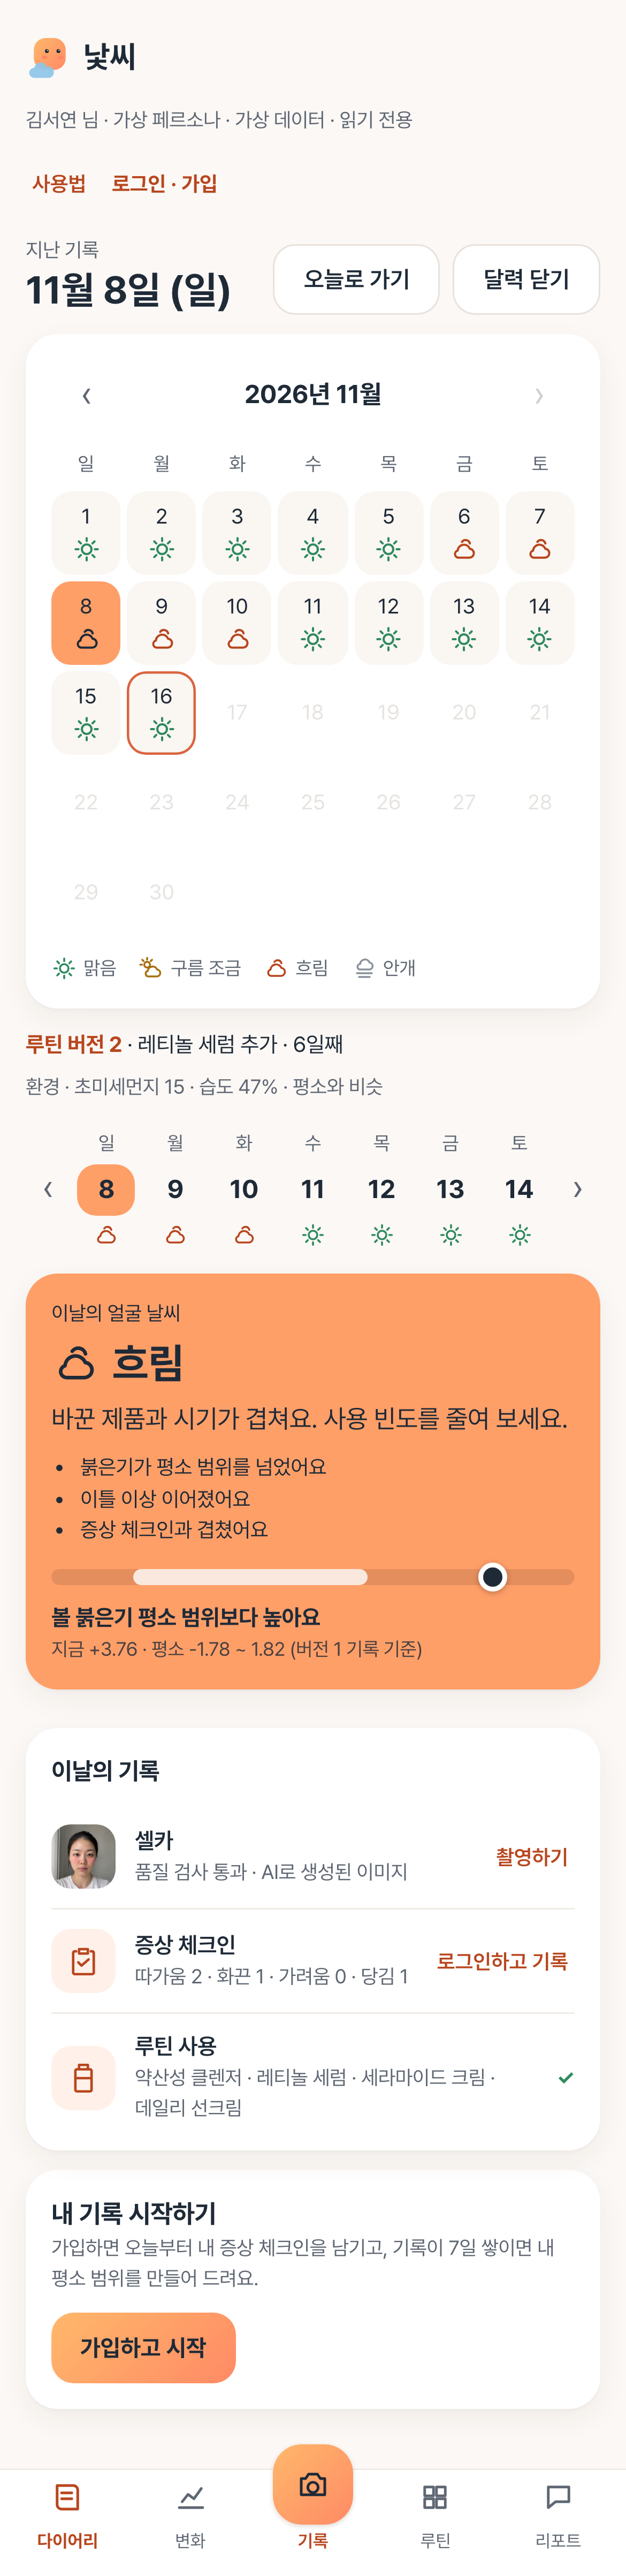 낯씨
김서연 님 · 가상 페르소나 · 가상 데이터 · 읽기 전용
사용법 로그인 · 가입
지난 기록
11월 8일 (일)
오늘로 가기 달력 닫기
‹ 2026년 11월 ›
일 월 화 수 목 금 토
1 2 3 4 5 6 7
8 9 10 11 12 13 14
15 16 17 18 19 20 21
22 23 24 25 26 27 28
29 30
맑음 구름 조금 흐림 안개
루틴 버전 2 · 레티놀 세럼 추가 · 6일째
환경 · 초미세먼지 15 · 습도 47% · 평소와 비슷
일 월 화 수 목 금 토
‹ 8 9 10 11 12 13 14 ›
이날의 얼굴 날씨
흐림
바꾼 제품과 시기가 겹쳐요. 사용 빈도를 줄여 보세요.
• 붉은기가 평소 범위를 넘었어요
• 이틀 이상 이어졌어요
• 증상 체크인과 겹쳤어요
볼 붉은기 평소 범위보다 높아요
지금 +3.76 · 평소 -1.78 ~ 1.82 (버전 1 기록 기준)
이날의 기록
셀카
품질 검사 통과 · AI로 생성된 이미지
촬영하기
증상 체크인
따가움 2 · 화끈 1 · 가려움 0 · 당김 1
로그인하고 기록
루틴 사용
약산성 클렌저 · 레티놀 세럼 · 세라마이드 크림 ·
데일리 선크림
내 기록 시작하기
가입하면 오늘부터 내 증상 체크인을 남기고, 기록이 7일 쌓이면 내
평소 범위를 만들어 드려요.
가입하고 시작
다이어리 변화 기록 루틴 리포트